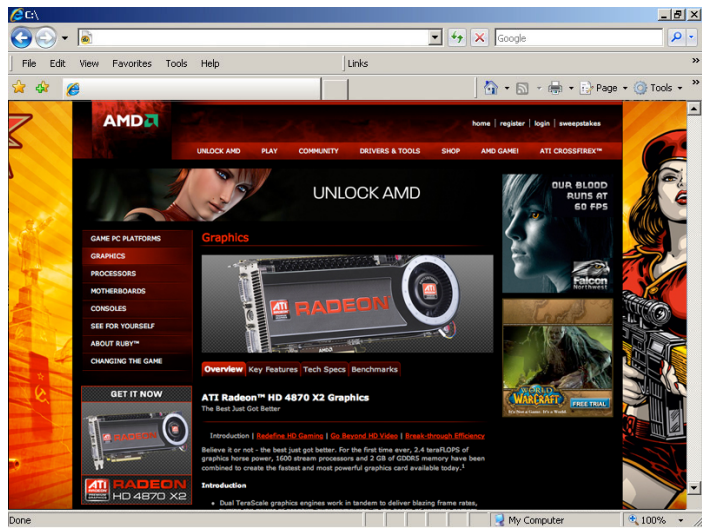 C:\
Google
File Edit View Favorites Tools Help
Links
»
Page Tools »
AMD
home | register | login | sweepstakes
UNLOCK AMD PLAY COMMUNITY DRIVERS & TOOLS SHOP AMD GAME! ATI CROSSFIREX™
UNLOCK AMD
OUR BLOOD
RUNS AT
60 FPS
Falcon
Northwest
GAME PC PLATFORMS
GRAPHICS
PROCESSORS
MOTHERBOARDS
CONSOLES
SEE FOR YOURSELF
ABOUT RUBY™
CHANGING THE GAME
Graphics
ATI RADEON ATI
AMD
Overview Key Features Tech Specs Benchmarks
WORLD
WARCRAFT
FREE TRIAL
It's Not a Game. It's a World.
GET IT NOW
RADEON
ATI RADEON
HD 4870 X2
ATI Radeon™ HD 4870 X2 Graphics
The Best Just Got Better
Introduction | Redefine HD Gaming | Go Beyond HD Video | Break-through Efficiency
Believe it or not - the best just got better. For the first time ever, 2.4 teraFLOPS of
graphics horse power, 1600 stream processors and 2 GB of GDDR5 memory have been
combined to create the fastest and most powerful graphics card available today.1
Introduction
• Dual TeraScale graphics engines work in tandem to deliver blazing frame rates,
Done
My Computer
100%